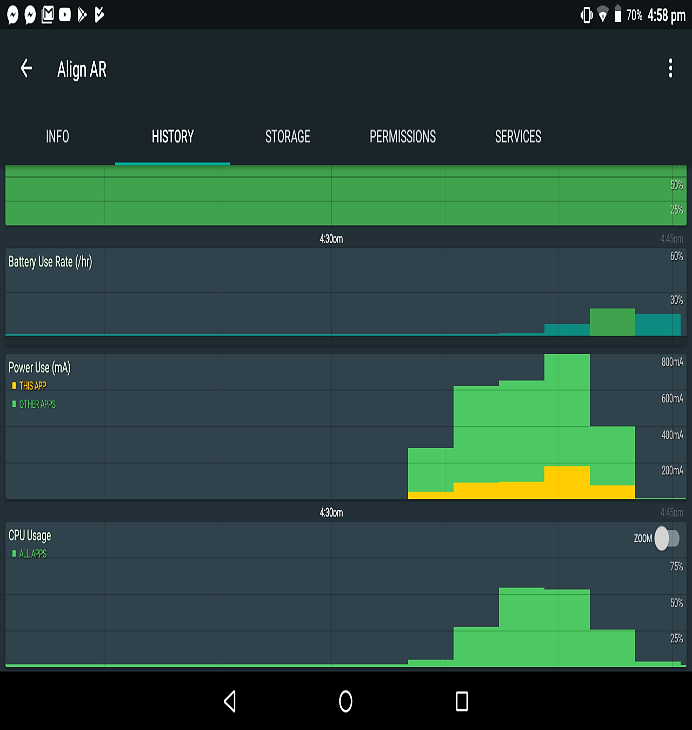 70% 4:58 pm
Align AR
INFO HISTORY STORAGE PERMISSIONS SERVICES
50%
25%
4:30pm 4:45pm
Battery Use Rate (/hr)
60%
30%
Power Use (mA)
800mA
THIS APP
OTHER APPS
600mA
400mA
200mA
4:30pm 4:45pm
CPU Usage
ZOOM
ALL APPS
75%
50%
25%